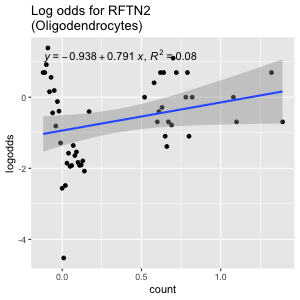 Log odds for RFTN2
(Oligodendrocytes)
y = −0.938 + 0.791 x, R² = 0.08
0
-2
-4
logodds
0.0 0.5 1.0
count